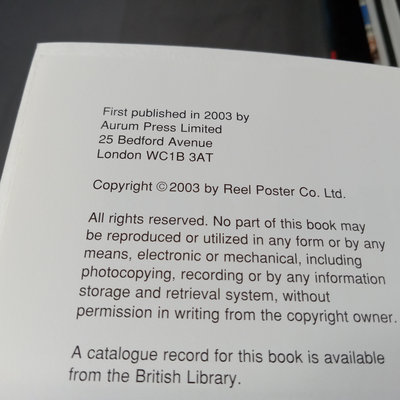 First published in 2003 by
Aurum Press Limited
25 Bedford Avenue
London WC1B 3AT
Copyright © 2003 by Reel Poster Co. Ltd.
All rights reserved. No part of this book may
be reproduced or utilized in any form or by any
means, electronic or mechanical, including
photocopying, recording or by any information
storage and retrieval system, without
permission in writing from the copyright owner.
A catalogue record for this book is available
from the British Library.